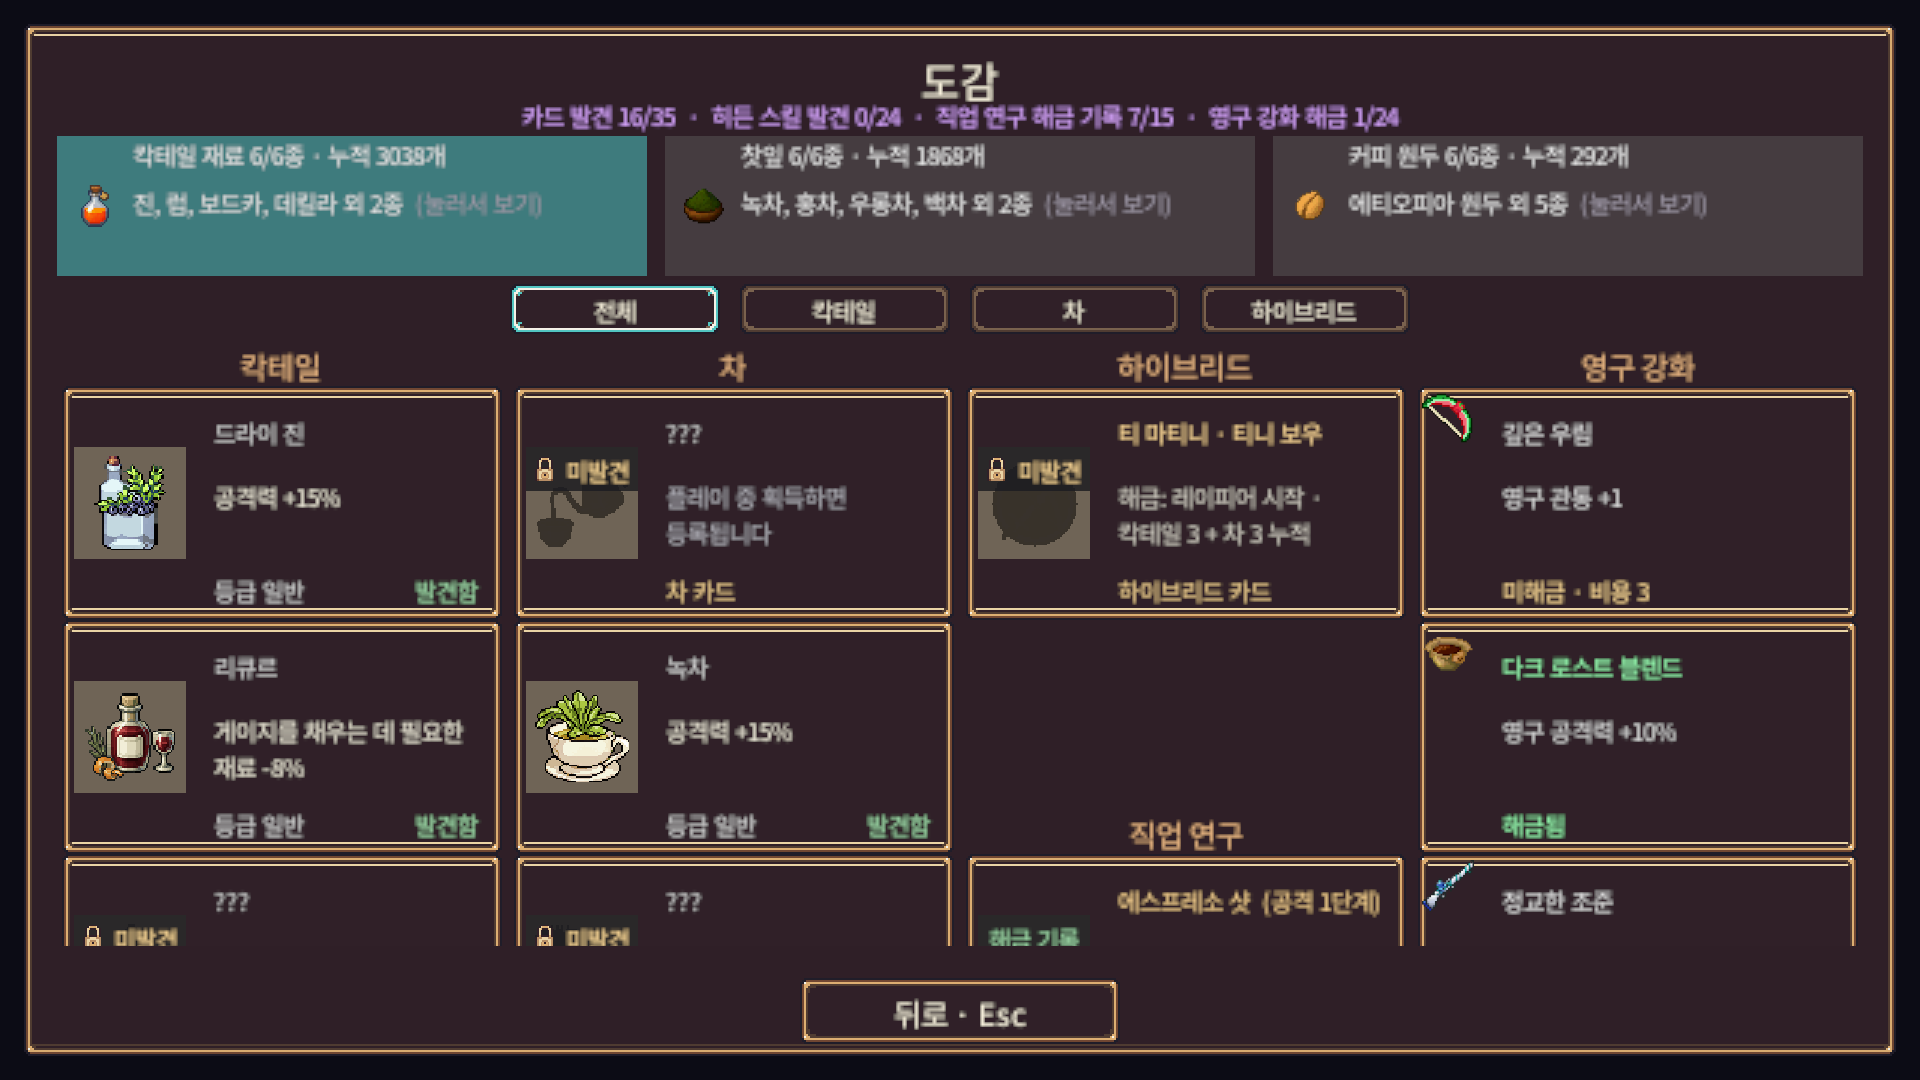 도감
카드 발견 16/35 · 히든 스킬 발견 0/24 · 직업 연구 해금 기록 7/15 · 영구 강화 해금 1/24
칵테일 재료 6/6종 · 누적 3038개
진, 럼, 보드카, 데킬라 외 2종 (눌러서 보기)
찻잎 6/6종 · 누적 1868개
녹차, 홍차, 우롱차, 백차 외 2종 (눌러서 보기)
커피 원두 6/6종 · 누적 292개
에티오피아 원두 외 5종 (눌러서 보기)
전체
칵테일
차
하이브리드
칵테일
드라이 진
공격력 +15%
등급 일반
발견함
리큐르
게이지를 채우는 데 필요한
재료 -8%
등급 일반
발견함
???
미발견
차
???
미발견
플레이 중 획득하면
등록됩니다
차 카드
녹차
공격력 +15%
등급 일반
발견함
???
미발견
하이브리드
티 마티니 · 티니 보우
미발견
해금: 레이피어 시작 ·
칵테일 3 + 차 3 누적
하이브리드 카드
직업 연구
에스프레소 샷 (공격 1단계)
해금 기록
영구 강화
깊은 우림
영구 관통 +1
미해금 · 비용 3
다크 로스트 블렌드
영구 공격력 +10%
해금됨
정교한 조준
뒤로 · Esc